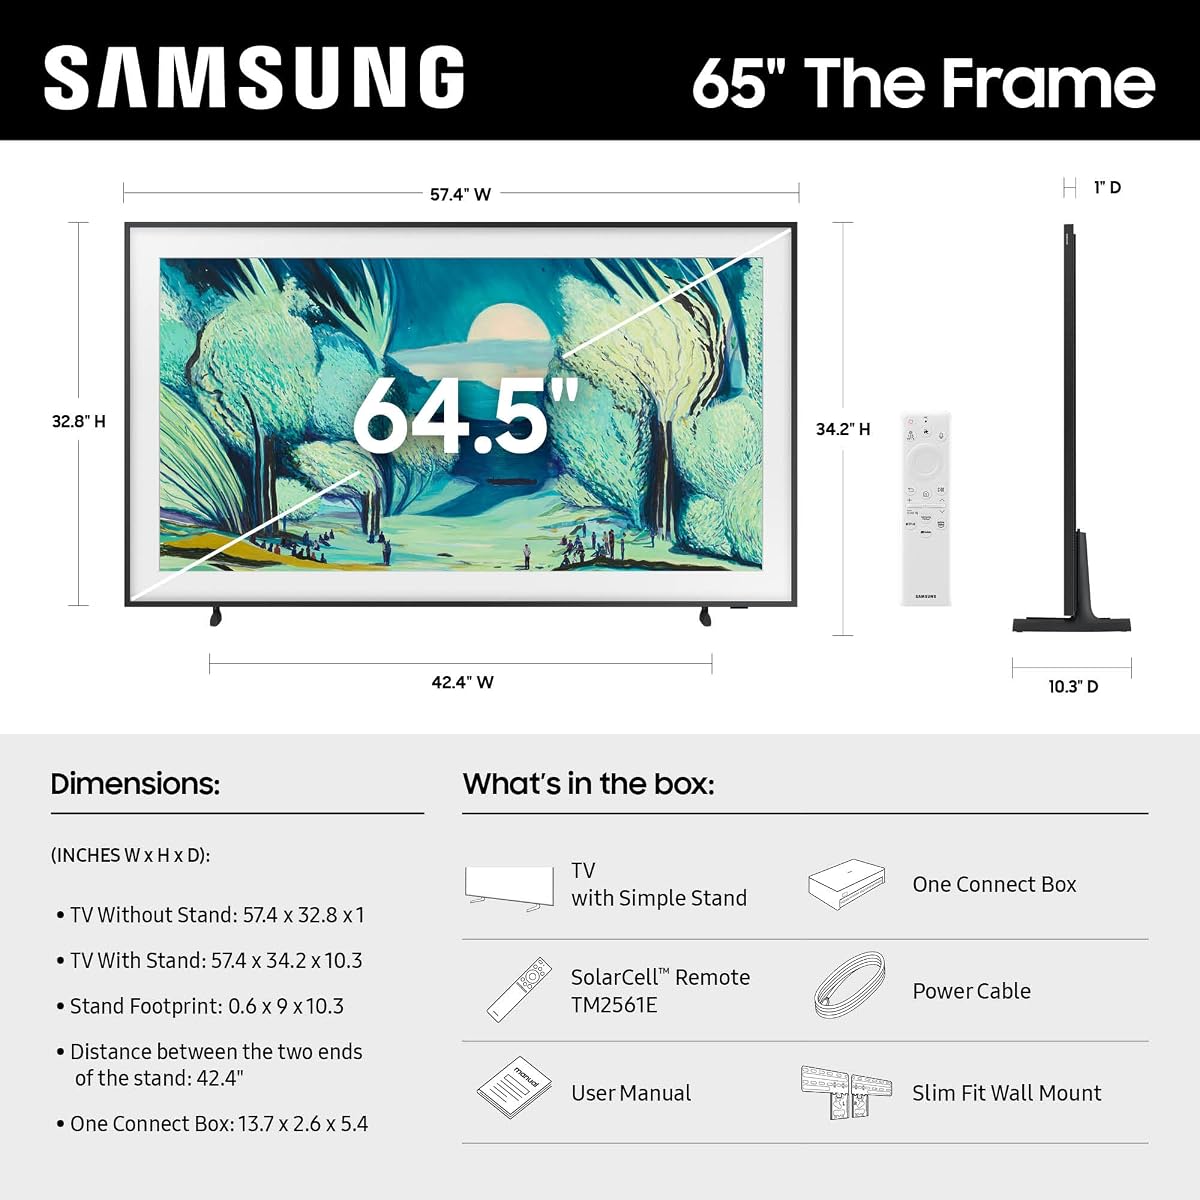 SAMSUNG
65" The Frame
57.4" W
1" D
32.8" H
64.5"
34.2" H
SAMSUNG
42.4" W
10.3" D
Dimensions:
(INCHES W x H x D):
• TV Without Stand: 57.4 x 32.8 x 1
• TV With Stand: 57.4 x 34.2 x 10.3
• Stand Footprint: 0.6 x 9 x 10.3
• Distance between the two ends
of the stand: 42.4"
• One Connect Box: 13.7 x 2.6 x 5.4
What's in the box:
TV
with Simple Stand
One Connect Box
SolarCell™ Remote
TM2561E
Power Cable
manual
User Manual
Slim Fit Wall Mount